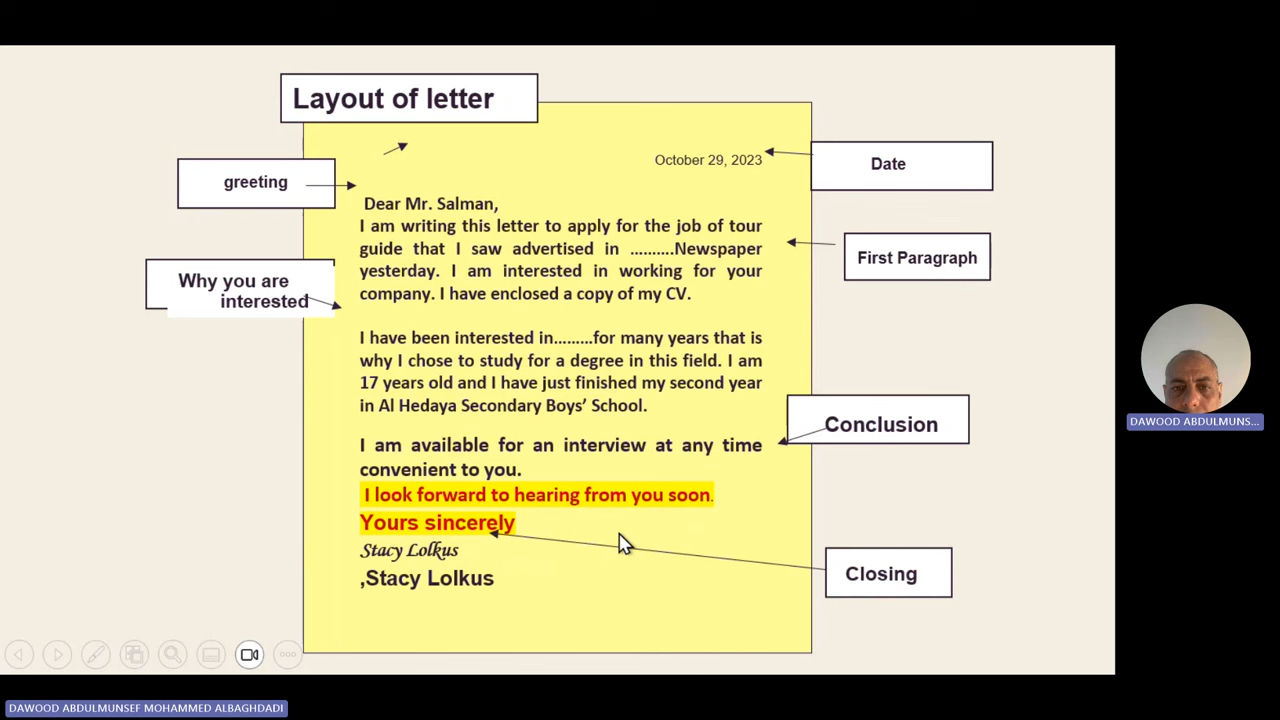 Layout of letter
October 29, 2023
Date
greeting
Dear Mr. Salman,
I am writing this letter to apply for the job of tour
guide that I saw advertised in ..........Newspaper
yesterday. I am interested in working for your
company. I have enclosed a copy of my CV.
First Paragraph
Why you are
interested
I have been interested in.........for many years that is
why I chose to study for a degree in this field. I am
17 years old and I have just finished my second year
in Al Hedaya Secondary Boys’ School.
Conclusion
I am available for an interview at any time
convenient to you.
I look forward to hearing from you soon.
Yours sincerely
Stacy Lolkus
,Stacy Lolkus
Closing
DAWOOD ABDULMUNS...
DAWOOD ABDULMUNSEF MOHAMMED ALBAGHDADI